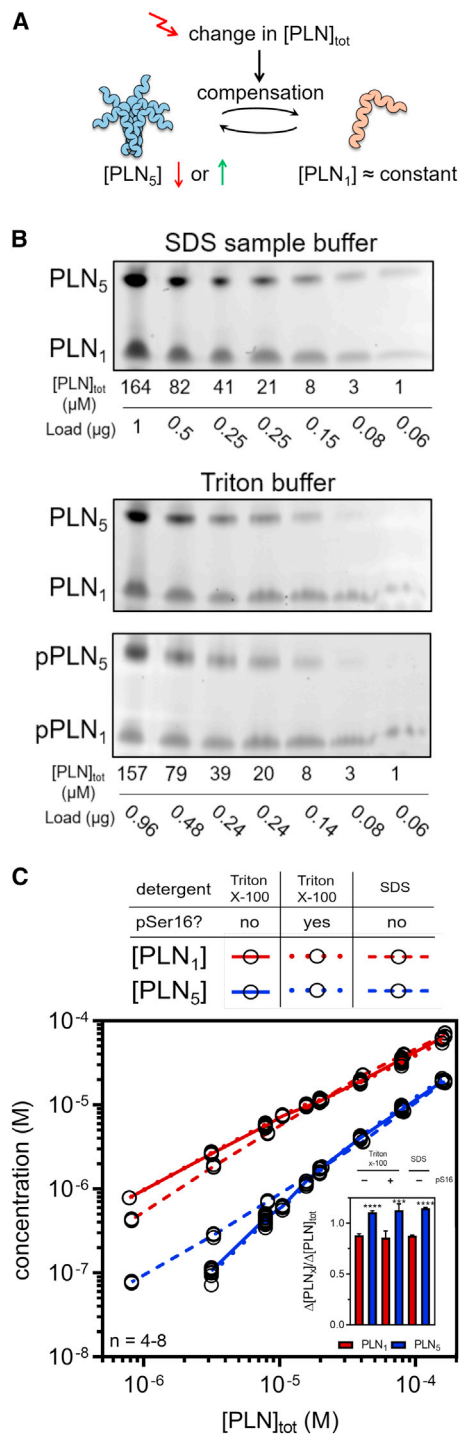 A
change in [PLN]tot
compensation
[PLN5] ↓ or ↑ [PLN1] ≈ constant
B
SDS sample buffer
PLN5
PLN1
[PLN]tot (µM) 164 82 41 21 8 3 1
Load (µg) 1 0.5 0.25 0.25 0.15 0.08 0.06
Triton buffer
PLN5
PLN1
pPLN5
pPLN1
[PLN]tot (µM) 157 79 39 20 8 3 1
Load (µg) 0.96 0.48 0.24 0.24 0.14 0.08 0.06
C
detergent Triton X-100 Triton X-100 SDS
pSer16? no yes no
[PLN1]
[PLN5]
concentration (M)
10-4
10-5
10-6
10-7
10-8
Triton x-100 SDS
− + − pS16
**** *** ****
Δ[PLNx]/Δ[PLN]tot
1.0
0.5
0.0
PLN1 PLN5
n = 4-8
10-6 10-5 10-4
[PLN]tot (M)